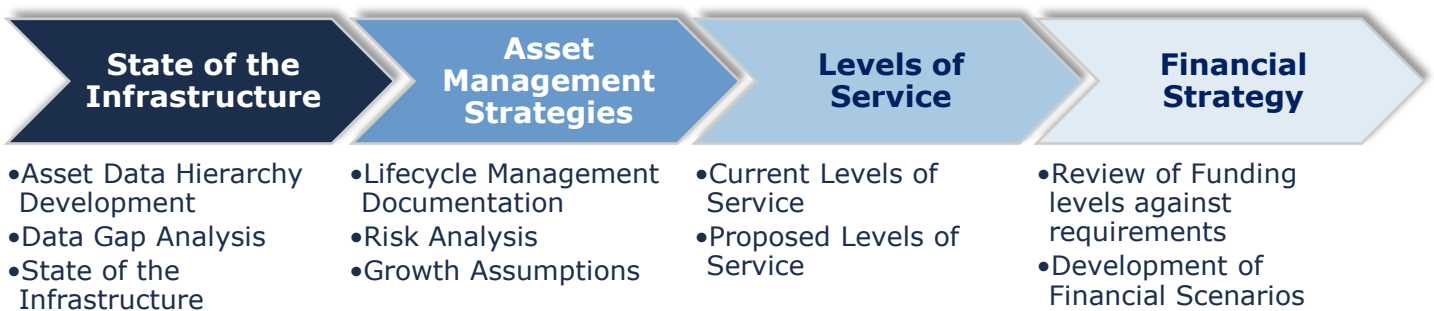 State of the
Infrastructure
Asset
Management
Strategies
Levels of
Service
Financial
Strategy
•Asset Data Hierarchy
Development
•Data Gap Analysis
•State of the
Infrastructure
•Lifecycle Management
Documentation
•Risk Analysis
•Growth Assumptions
•Current Levels of
Service
•Proposed Levels of
Service
•Review of Funding
levels against
requirements
•Development of
Financial Scenarios